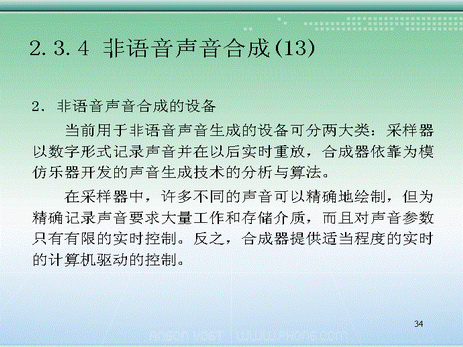 2.3.4 非语音声音合成(13)
2．非语音声音合成的设备
当前用于非语音声音生成的设备可分两大类：采样器
以数字形式记录声音并在以后实时重放，合成器依靠为模
仿乐器开发的声音生成技术的分析与算法。
在采样器中，许多不同的声音可以精确地绘制，但为
精确记录声音要求大量工作和存储介质，而且对声音参数
只有有限的实时控制。反之，合成器提供适当程度的实时
的计算机驱动的控制。
34